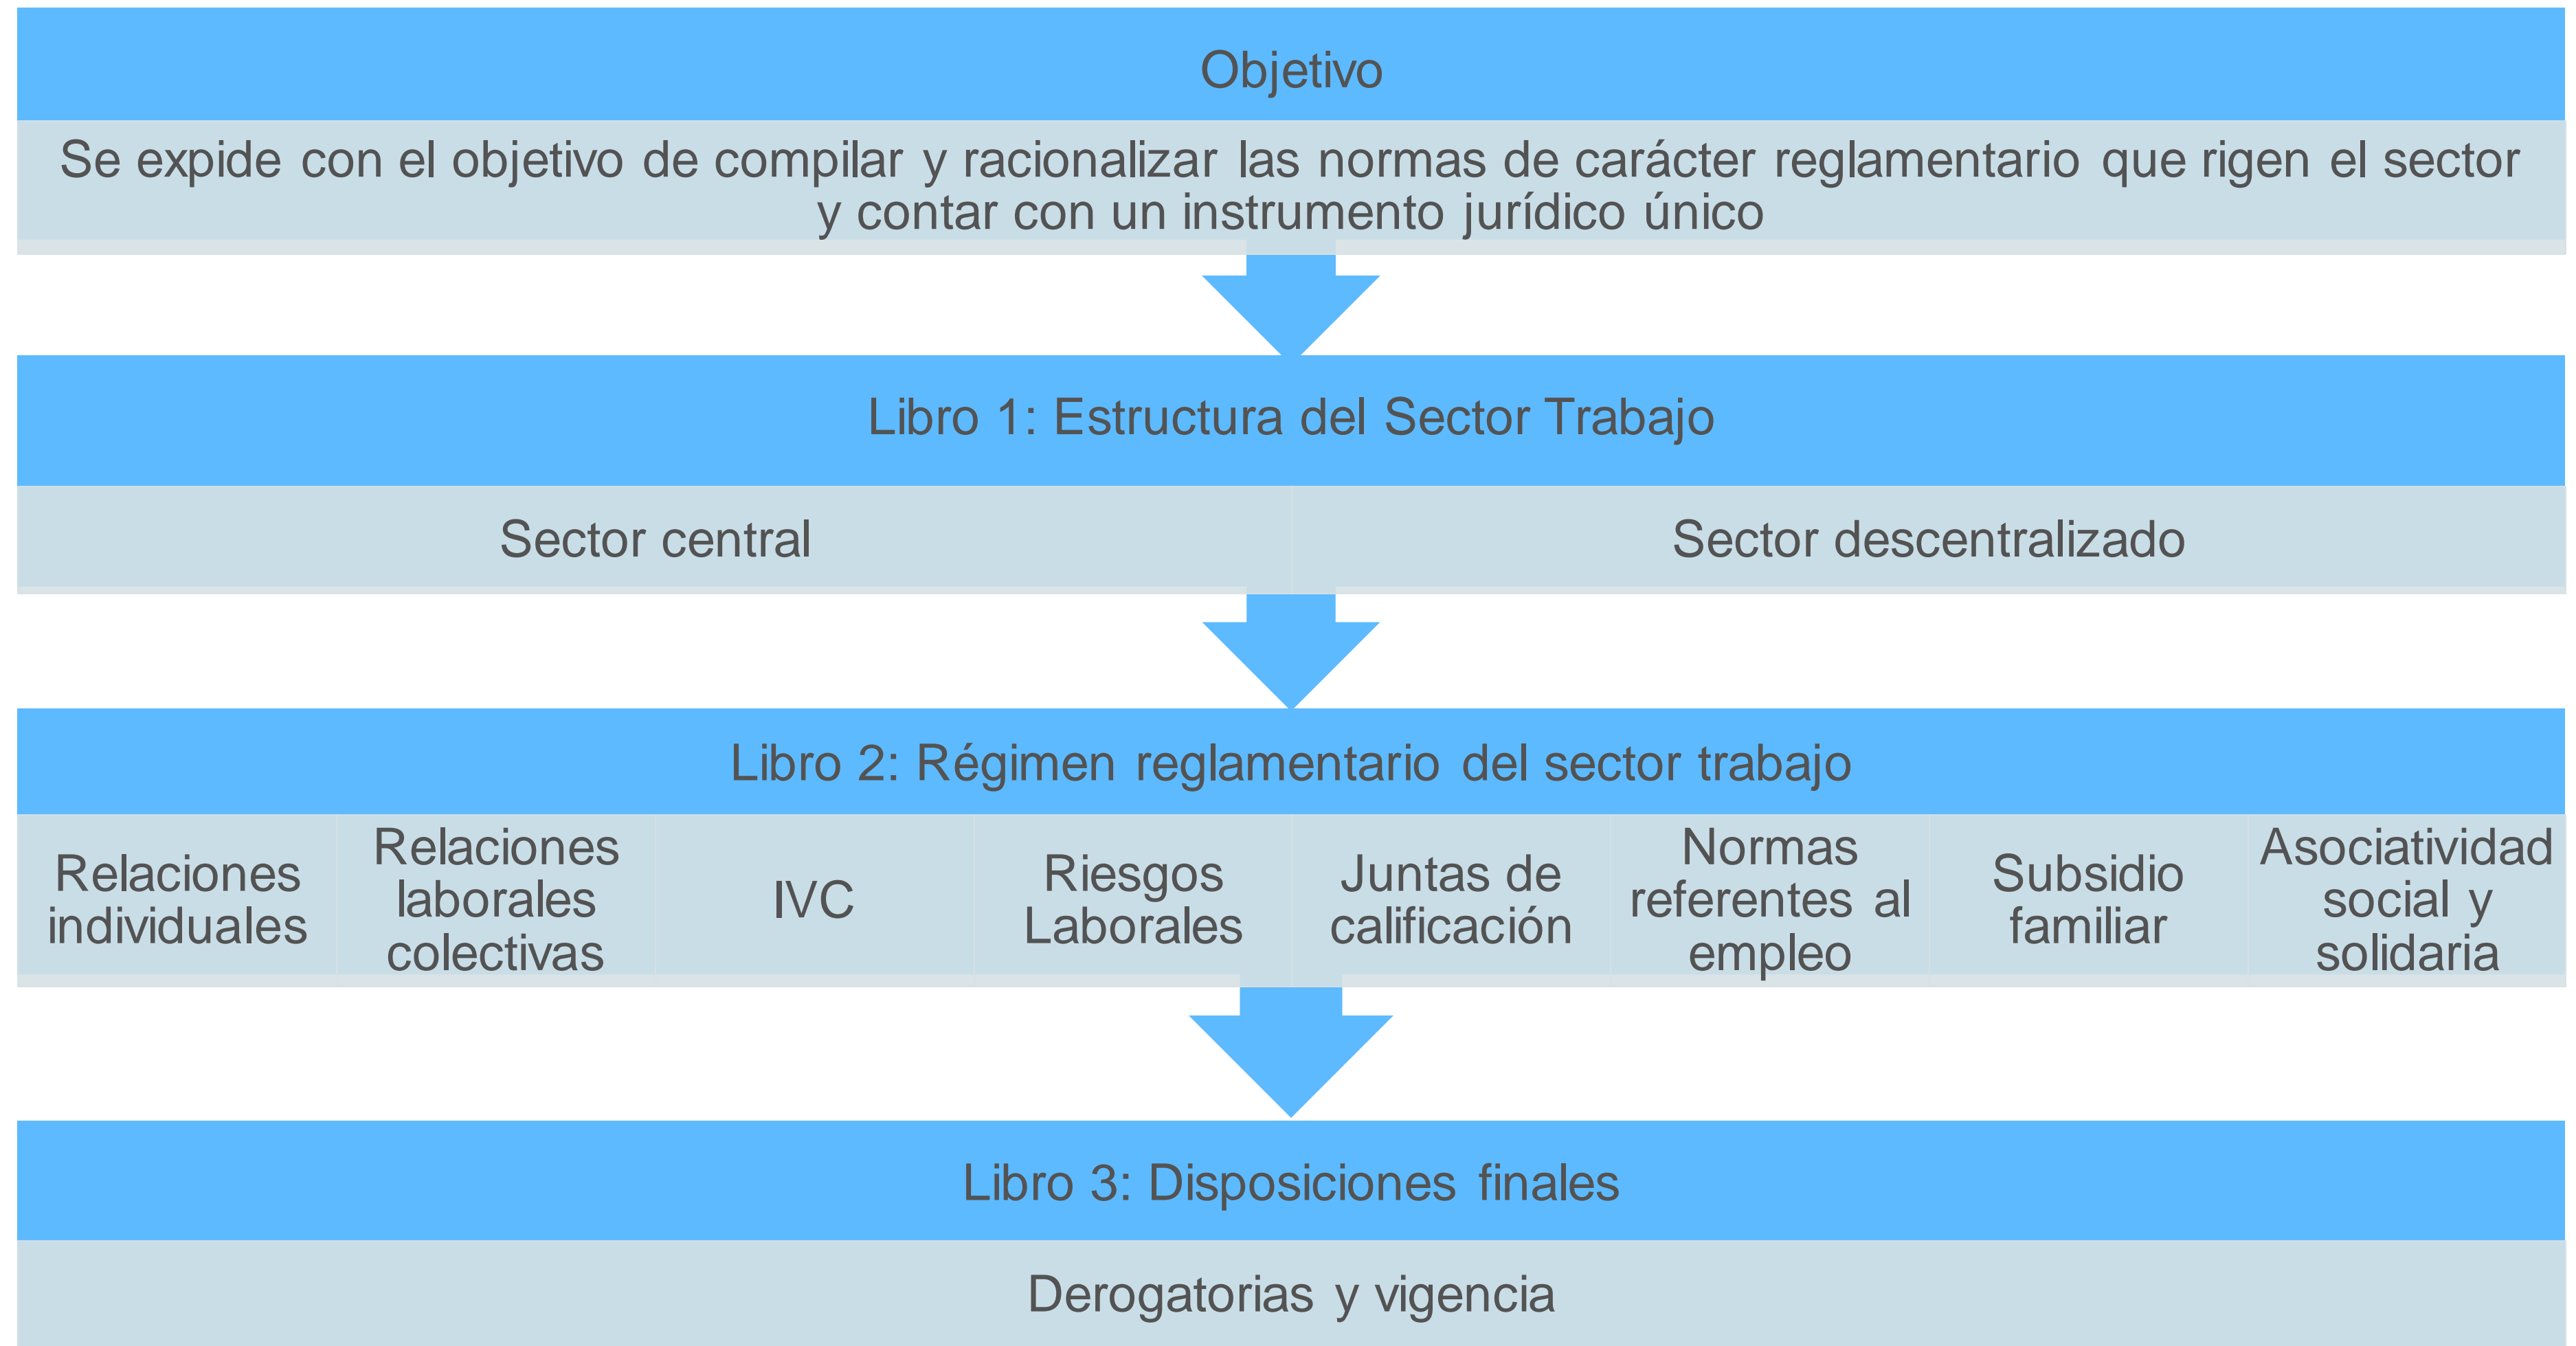 Objetivo
Se expide con el objetivo de compilar y racionalizar las normas de carácter reglamentario que rigen el sector
y contar con un instrumento jurídico único
Libro 1: Estructura del Sector Trabajo
Sector central
Sector descentralizado
Libro 2: Régimen reglamentario del sector trabajo
Relaciones
individuales
Relaciones
laborales
colectivas
IVC
Riesgos
Laborales
Juntas de
calificación
Normas
referentes al
empleo
Subsidio
familiar
Asociatividad
social y
solidaria
Libro 3: Disposiciones finales
Derogatorias y vigencia